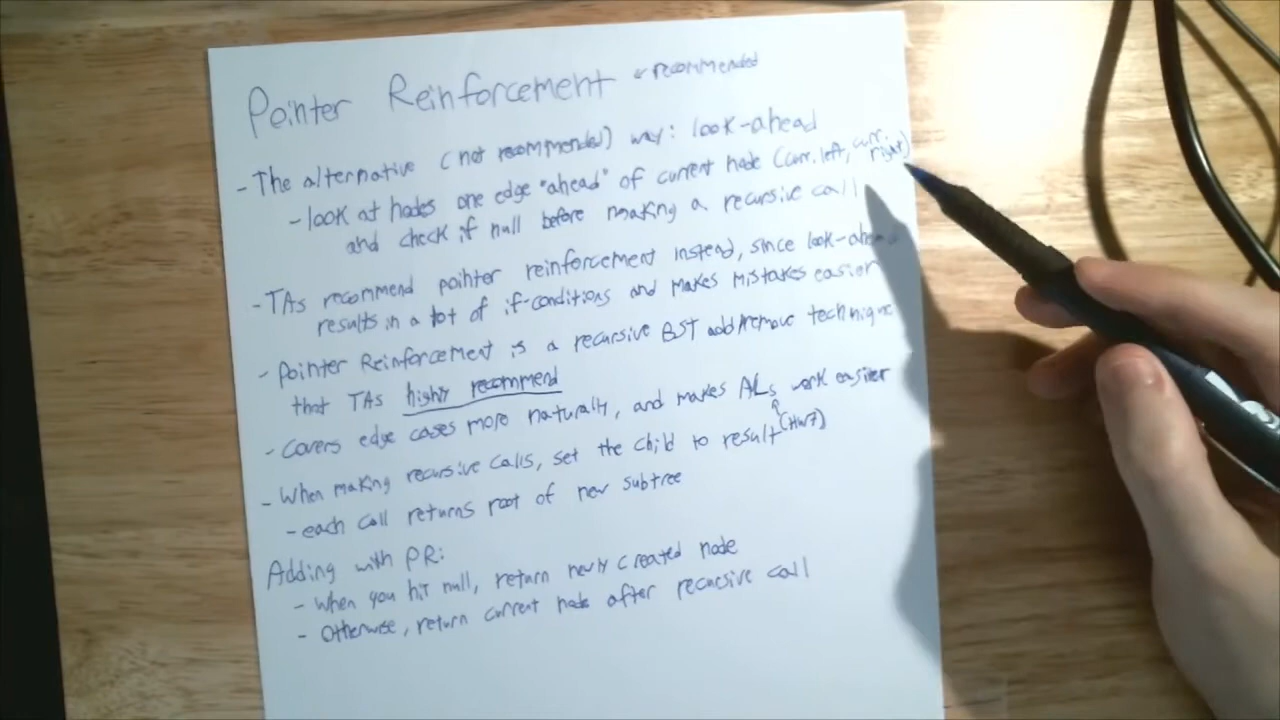 Pointer Reinforcement ← recommended
- The alternative (not recommended) way: look-ahead
- look at nodes one edge "ahead" of current node (curr.left, curr.right)
and check if null before making a recursive call
- TAs recommend pointer reinforcement instead, since look-ahead
results in a lot of if-conditions and makes mistakes easier
- Pointer Reinforcement is a recursive BST add/remove technique
that TAs highly recommend
- Covers edge cases more naturally, and makes AVLs work easier
(HW7)
- When making recursive calls, set the child to result
- each call returns root of new subtree
Adding with PR:
- When you hit null, return newly created node
- Otherwise, return current node after recursive call